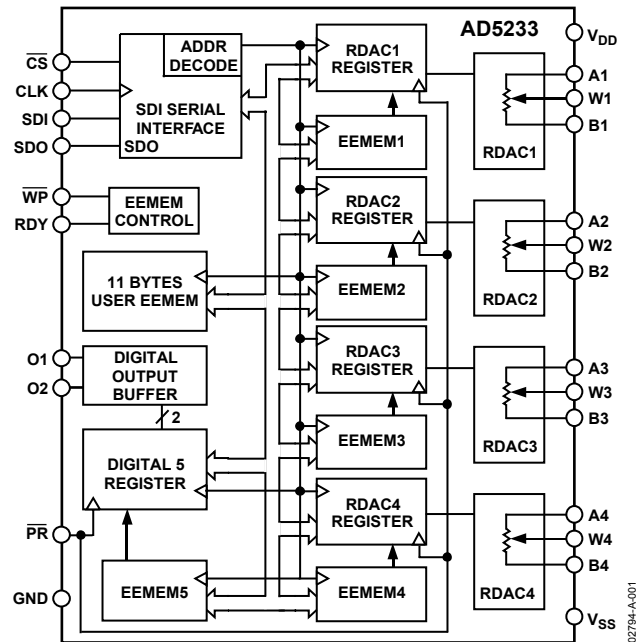 AD5233
CS
CLK
SDI
SDO
ADDR
DECODE
SDI SERIAL
INTERFACE
SDO
WP
RDY
EEMEM
CONTROL
11 BYTES
USER EEMEM
O1
O2
DIGITAL
OUTPUT
BUFFER
2
DIGITAL 5
REGISTER
PR
GND
EEMEM5
RDAC1
REGISTER
EEMEM1
RDAC2
REGISTER
EEMEM2
RDAC3
REGISTER
EEMEM3
RDAC4
REGISTER
EEMEM4
RDAC1
RDAC2
RDAC3
RDAC4
VDD
A1
W1
B1
A2
W2
B2
A3
W3
B3
A4
W4
B4
VSS
02794-A-001